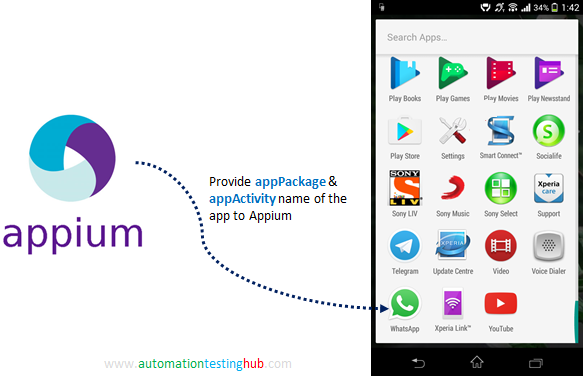 34% 1:42
Search Apps...
Play Books Play Games Play Movies Play Newsstand
Play Store Settings Smart Connect™ Socialife
SONY
S
LIV
Xperia
care
Sony LIV Sony Music Sony Select Support
XPERIA
Telegram Update Centre Video Voice Dialer
WhatsApp Xperia Link™ YouTube
appium
Provide appPackage &
appActivity name of the
app to Appium
www.automationtestinghub.com